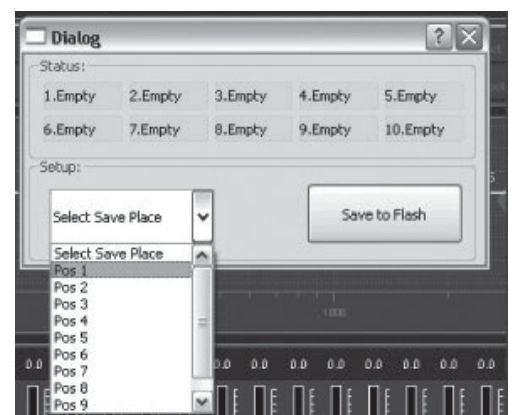 Dialog
Status:
1.Empty 2.Empty 3.Empty 4.Empty 5.Empty
6.Empty 7.Empty 8.Empty 9.Empty 10.Empty
Setup:
Select Save Place
Save to Flash
Select Save Place
Pos 1
Pos 2
Pos 3
Pos 4
Pos 5
Pos 6
Pos 7
Pos 8
Pos 9
0.0 0.0 0.0 0.0 0.0 0.0 0.0 0.0 0.0